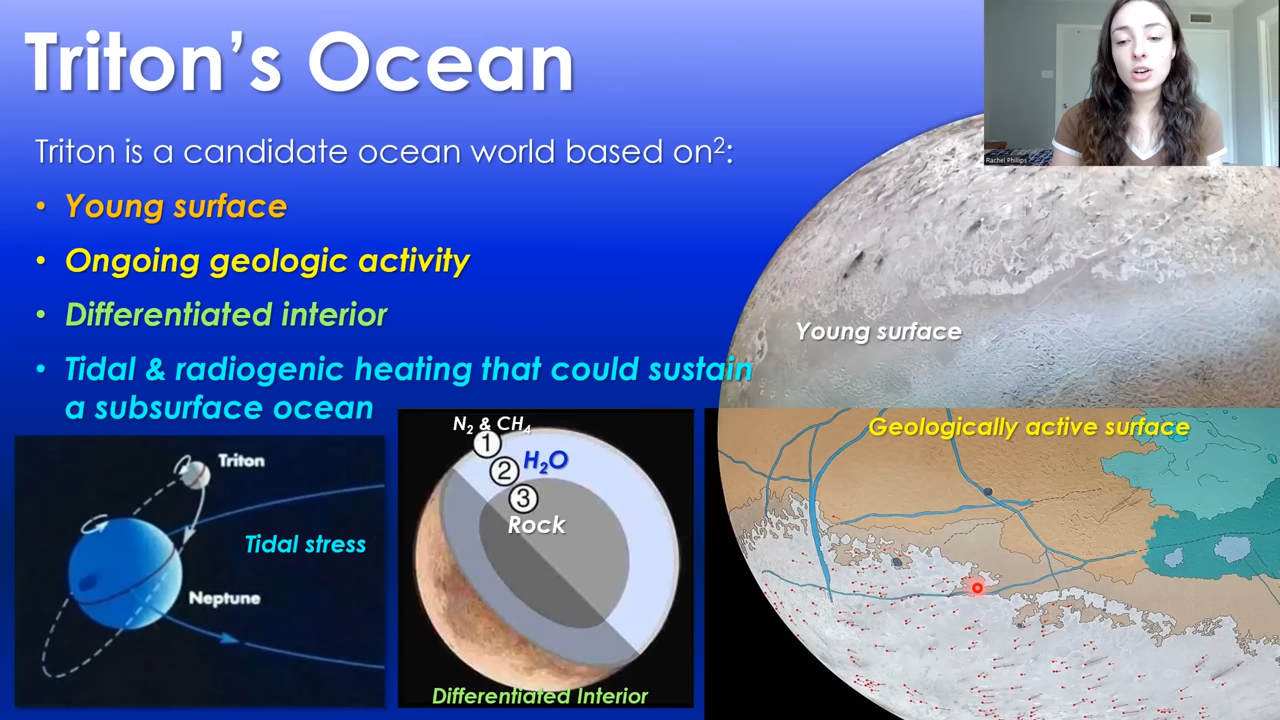 Triton's Ocean
Rachel Phillips
Triton is a candidate ocean world based on²:
• Young surface
• Ongoing geologic activity
• Differentiated interior
• Tidal & radiogenic heating that could sustain
a subsurface ocean
Young surface
Geologically active surface
Triton
Tidal stress
Neptune
N₂ & CH₄
1
2
H₂O
3
Rock
Differentiated Interior